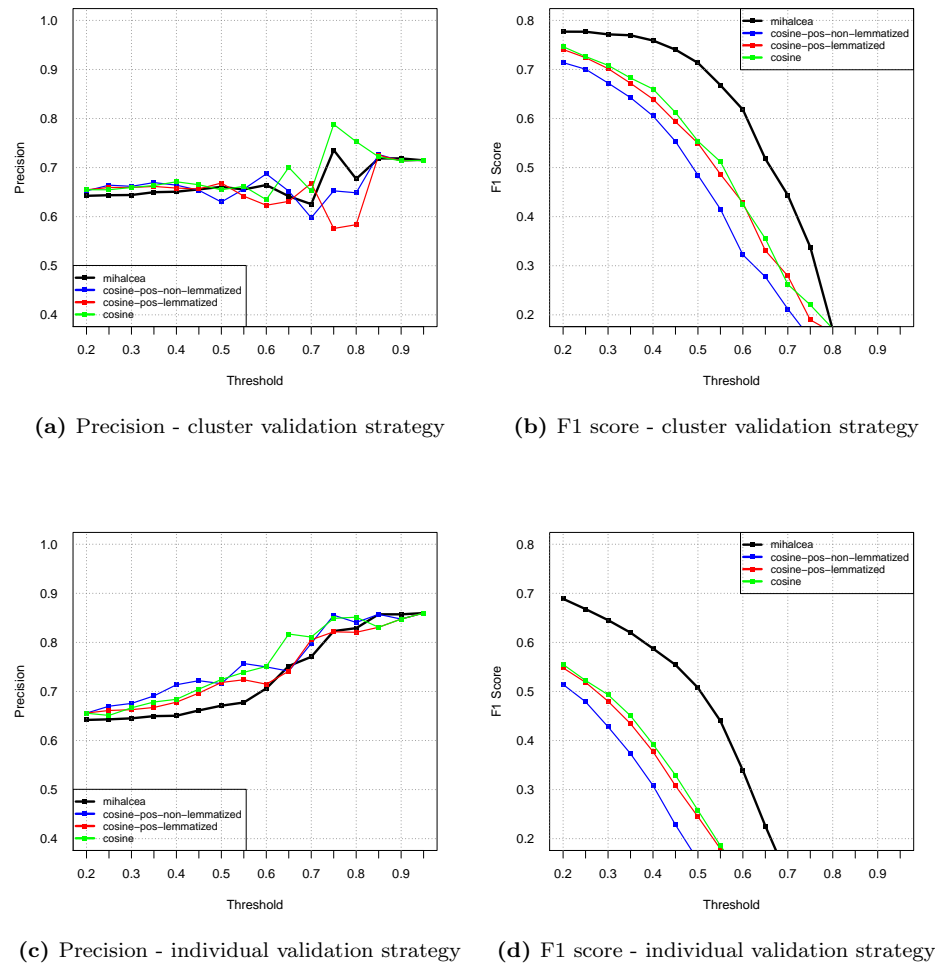 1.0
0.9
0.8
0.7
0.6
0.5
0.4
Precision
mihalcea
cosine−pos−non−lemmatized
cosine−pos−lemmatized
cosine
0.2 0.3 0.4 0.5 0.6 0.7 0.8 0.9
Threshold
(a) Precision - cluster validation strategy
0.8
0.7
0.6
0.5
0.4
0.3
0.2
F1 Score
mihalcea
cosine−pos−non−lemmatized
cosine−pos−lemmatized
cosine
0.2 0.3 0.4 0.5 0.6 0.7 0.8 0.9
Threshold
(b) F1 score - cluster validation strategy
1.0
0.9
0.8
0.7
0.6
0.5
0.4
Precision
mihalcea
cosine−pos−non−lemmatized
cosine−pos−lemmatized
cosine
0.2 0.3 0.4 0.5 0.6 0.7 0.8 0.9
Threshold
(c) Precision - individual validation strategy
0.8
0.7
0.6
0.5
0.4
0.3
0.2
F1 Score
mihalcea
cosine−pos−non−lemmatized
cosine−pos−lemmatized
cosine
0.2 0.3 0.4 0.5 0.6 0.7 0.8 0.9
Threshold
(d) F1 score - individual validation strategy